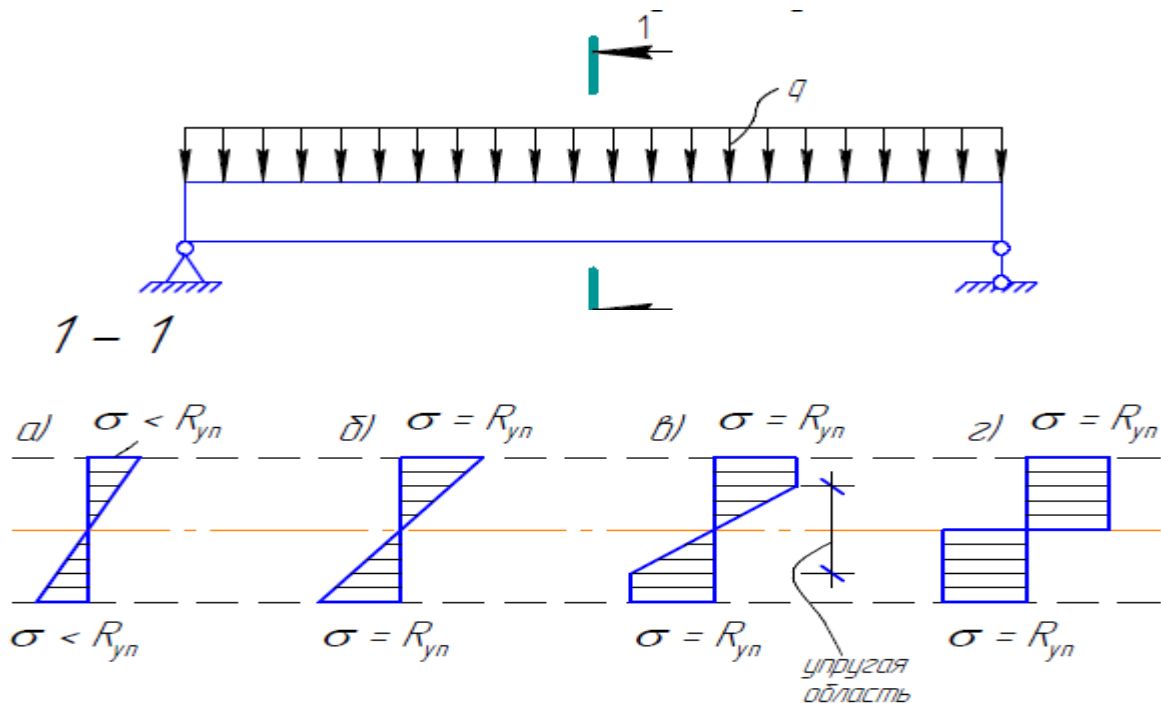 1
q
1 – 1
а) σ < Rуп б) σ = Rуп в) σ = Rуп г) σ = Rуп
σ < Rуп σ = Rуп σ = Rуп σ = Rуп
упругая
область